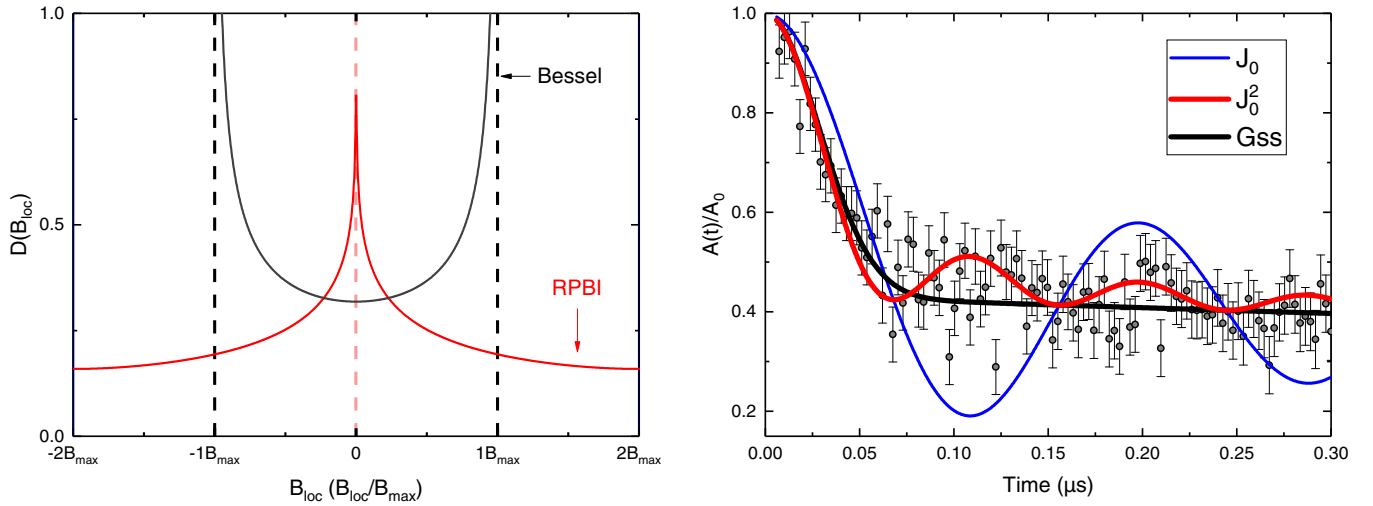 1.0
0.5
0.0
D(B_loc)
-2B_max
-1B_max
0
1B_max
2B_max
B_loc (B_loc/B_max)
Bessel
RPBI
1.0
0.8
0.6
0.4
0.2
A(t)/A_0
0.00
0.05
0.10
0.15
0.20
0.25
0.30
Time (μs)
J_0
J_0^2
Gss